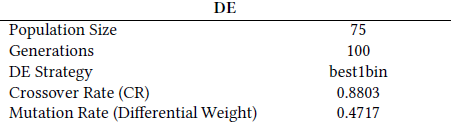 DE
Population Size 75
Generations 100
DE Strategy best1bin
Crossover Rate (CR) 0.8803
Mutation Rate (Differential Weight) 0.4717